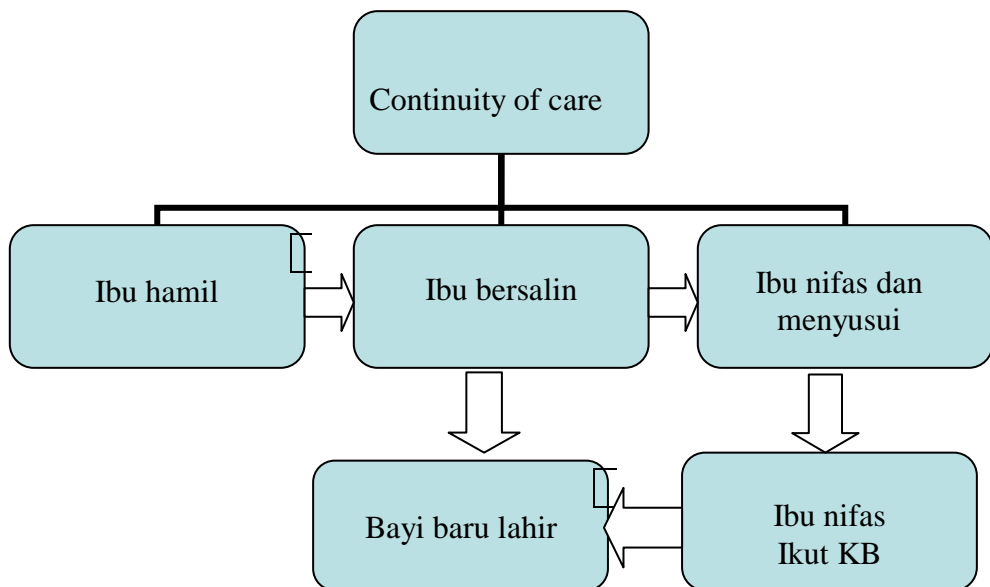 Continuity of care
Ibu hamil
Ibu bersalin
Ibu nifas dan
menyusui
Bayi baru lahir
Ibu nifas
Ikut KB